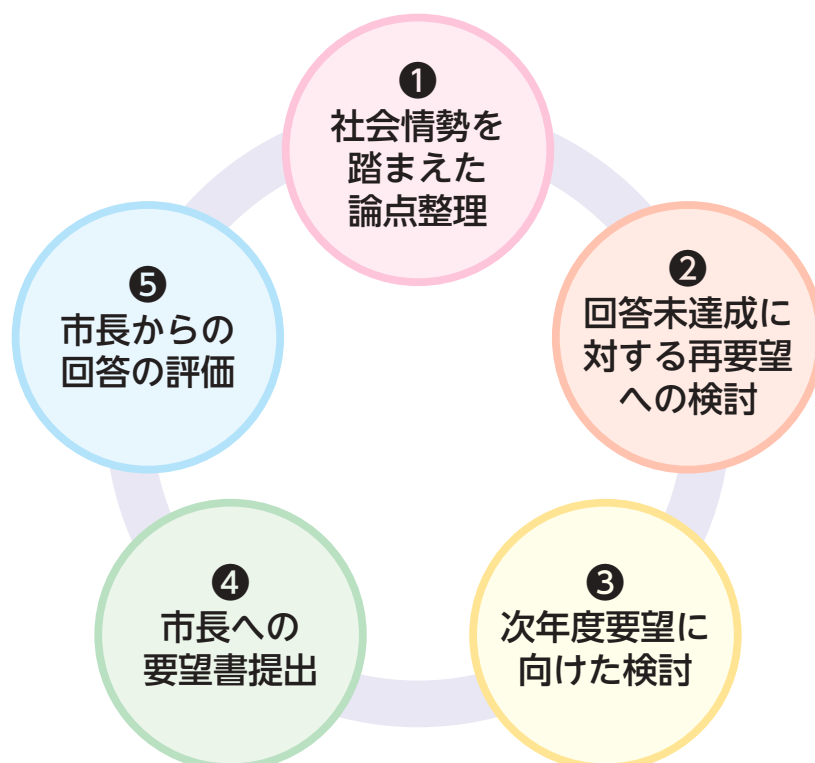 ❶
社会情勢を
踏まえた
論点整理
❷
回答未達成に
対する再要望
への検討
❸
次年度要望に
向けた検討
❹
市長への
要望書提出
❺
市長からの
回答の評価